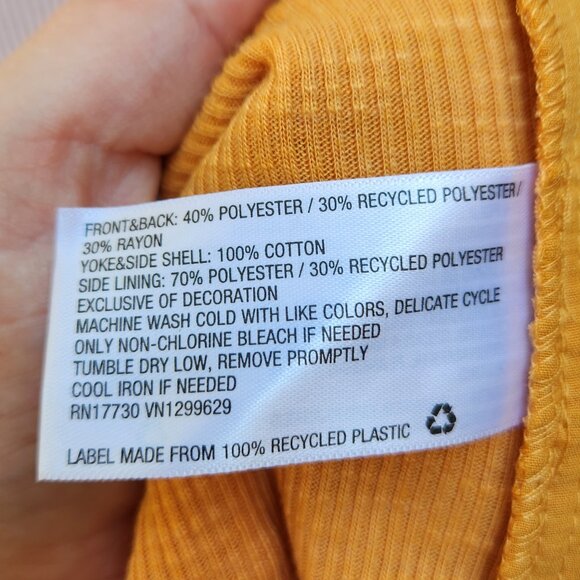 FRONT&BACK: 40% POLYESTER / 30% RECYCLED POLYESTER/
30% RAYON
YOKE&SIDE SHELL: 100% COTTON
SIDE LINING: 70% POLYESTER / 30% RECYCLED POLYESTER
EXCLUSIVE OF DECORATION
MACHINE WASH COLD WITH LIKE COLORS, DELICATE CYCLE
ONLY NON-CHLORINE BLEACH IF NEEDED
TUMBLE DRY LOW, REMOVE PROMPTLY
COOL IRON IF NEEDED
RN17730 VN1299629
LABEL MADE FROM 100% RECYCLED PLASTIC